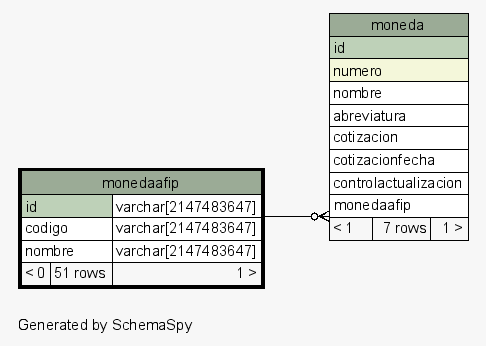 moneda
id
numero
nombre
abreviatura
cotizacion
cotizacionfecha
controlactualizacion
monedaafip
< 1 7 rows 1 >
monedaafip
id varchar[2147483647]
codigo varchar[2147483647]
nombre varchar[2147483647]
< 0 51 rows 1 >
Generated by SchemaSpy